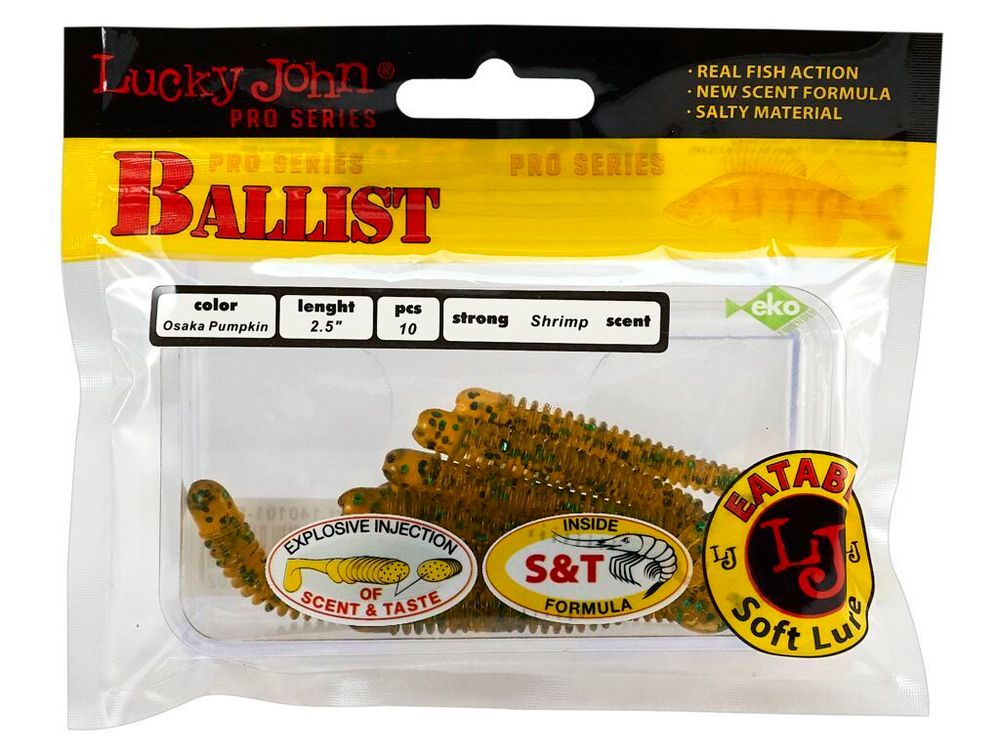 Lucky John®
PRO SERIES
· REAL FISH ACTION
· NEW SCENT FORMULA
· SALTY MATERIAL
PRO SERIES PRO SERIES
BALLIST
color
Osaka Pumpkin
lenght
2.5"
pcs
10
strong Shrimp scent
eko
EXPLOSIVE INJECTION
OF
SCENT & TASTE
INSIDE
S&T
FORMULA
EATABL
LJ LJ LJ
Soft Lure